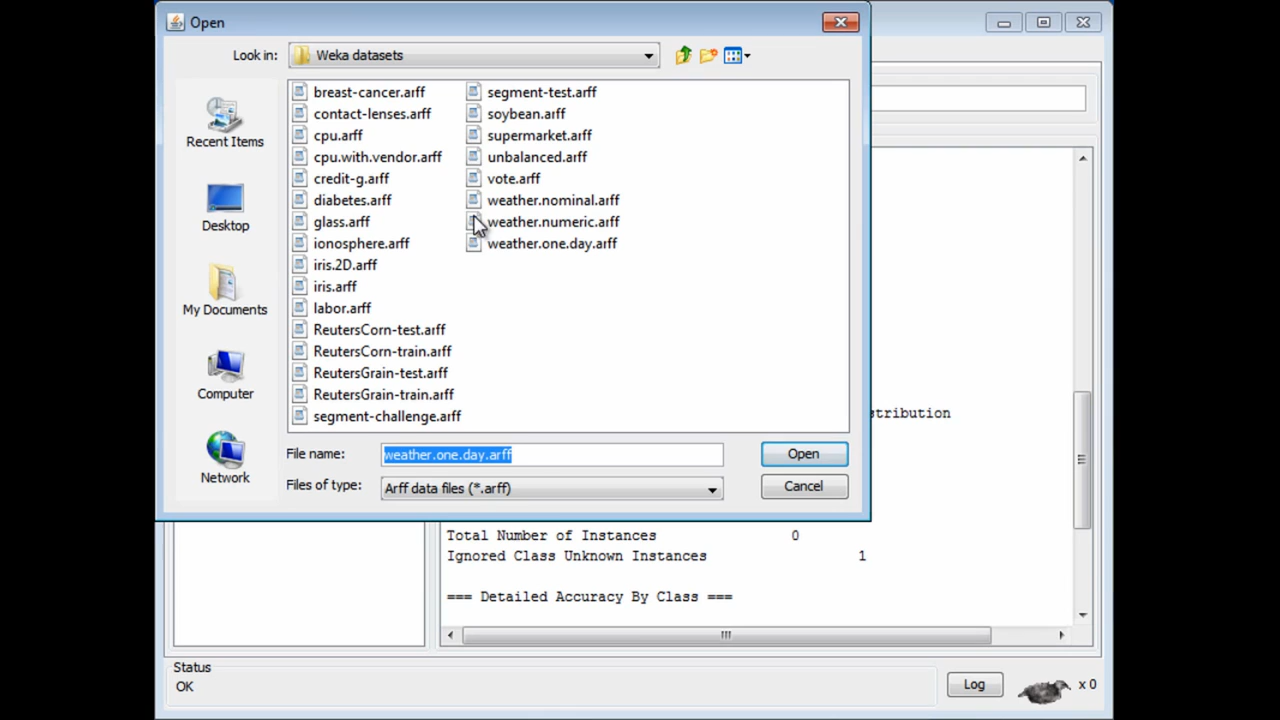 Open
Look in:
Weka datasets
Recent Items
Desktop
My Documents
Computer
Network
breast-cancer.arff
contact-lenses.arff
cpu.arff
cpu.with.vendor.arff
credit-g.arff
diabetes.arff
glass.arff
ionosphere.arff
iris.2D.arff
iris.arff
labor.arff
ReutersCorn-test.arff
ReutersCorn-train.arff
ReutersGrain-test.arff
ReutersGrain-train.arff
segment-challenge.arff
segment-test.arff
soybean.arff
supermarket.arff
unbalanced.arff
vote.arff
weather.nominal.arff
weather.numeric.arff
weather.one.day.arff
File name:
weather.one.day.arff
Open
Files of type:
Arff data files (*.arff)
Cancel
stribution
Total Number of Instances 0
Ignored Class Unknown Instances 1
=== Detailed Accuracy By Class ===
Status
OK
Log
x 0